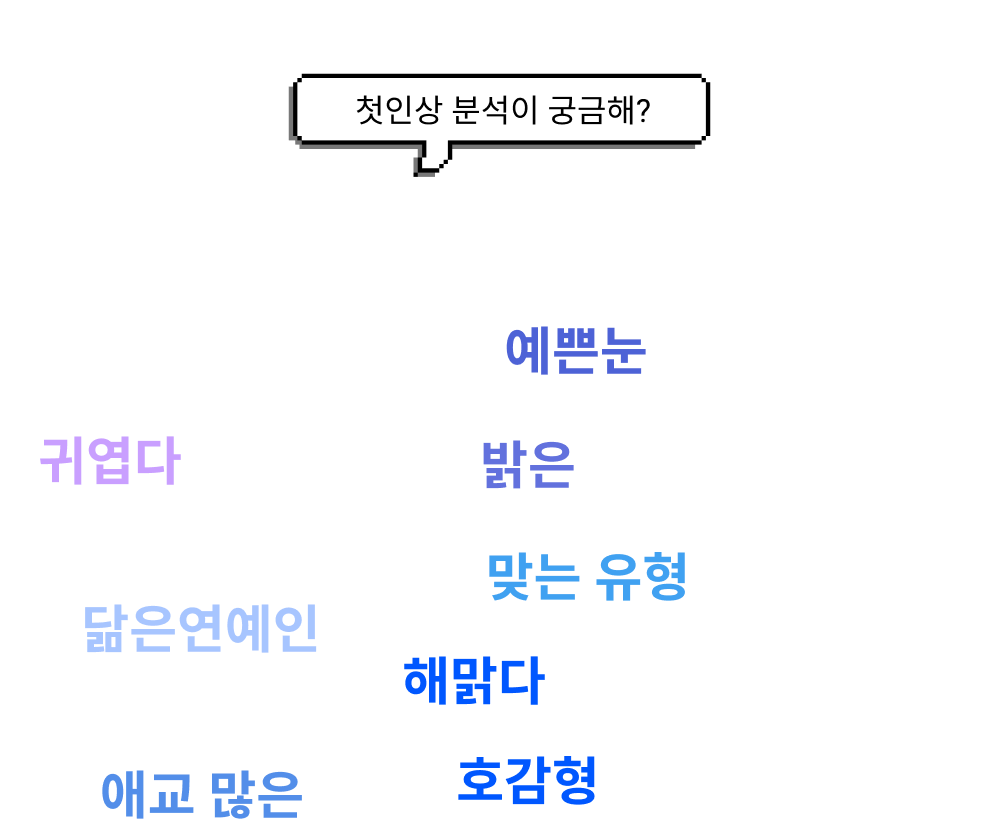 첫인상 분석이 궁금해?
예쁜눈
귀엽다
밝은
맞는 유형
닮은연예인
해맑다
호감형
애교 많은